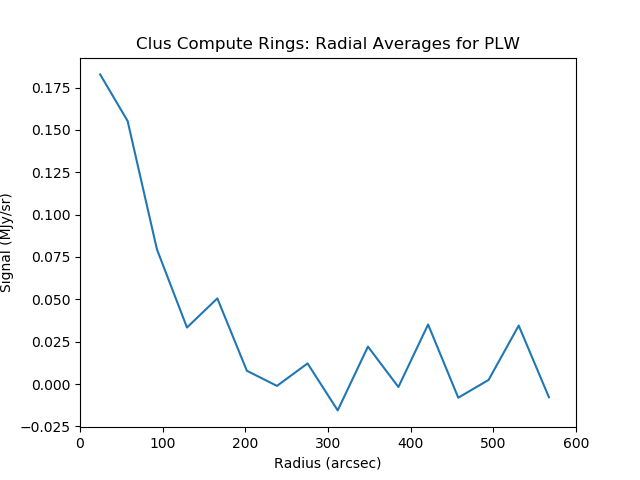 Clus Compute Rings: Radial Averages for PLW
0.175
0.150
0.125
0.100
0.075
0.050
0.025
0.000
−0.025
Signal (MJy/sr)
0 100 200 300 400 500 600
Radius (arcsec)